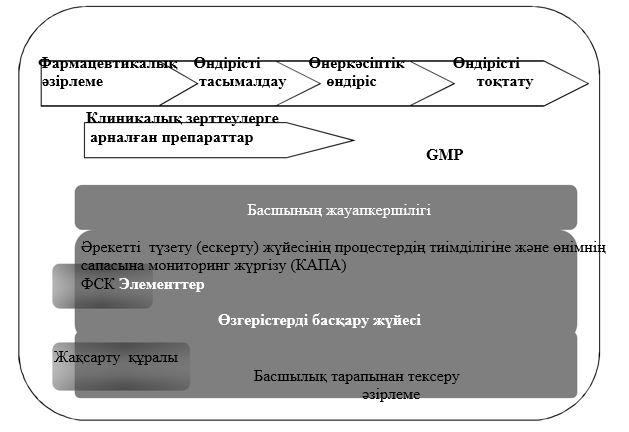 Фармацевтикалық әзірлеме
Өндірісті тасымалдау
Өнеркәсіптік өндіріс
Өндірісті тоқтату
Клиникалық зерттеулерге
арналған препараттар
GMP
Басшының жауапкершілігі
Әрекетті түзету (ескерту) жүйесінің процестердің тиімділігіне және өнімнің
сапасына мониторинг жүргізу (КАПА)
ФСК Элементтер
Өзгерістерді басқару жүйесі
Жақсарту құралы
Басшылық тарапынан тексеру
әзірлеме